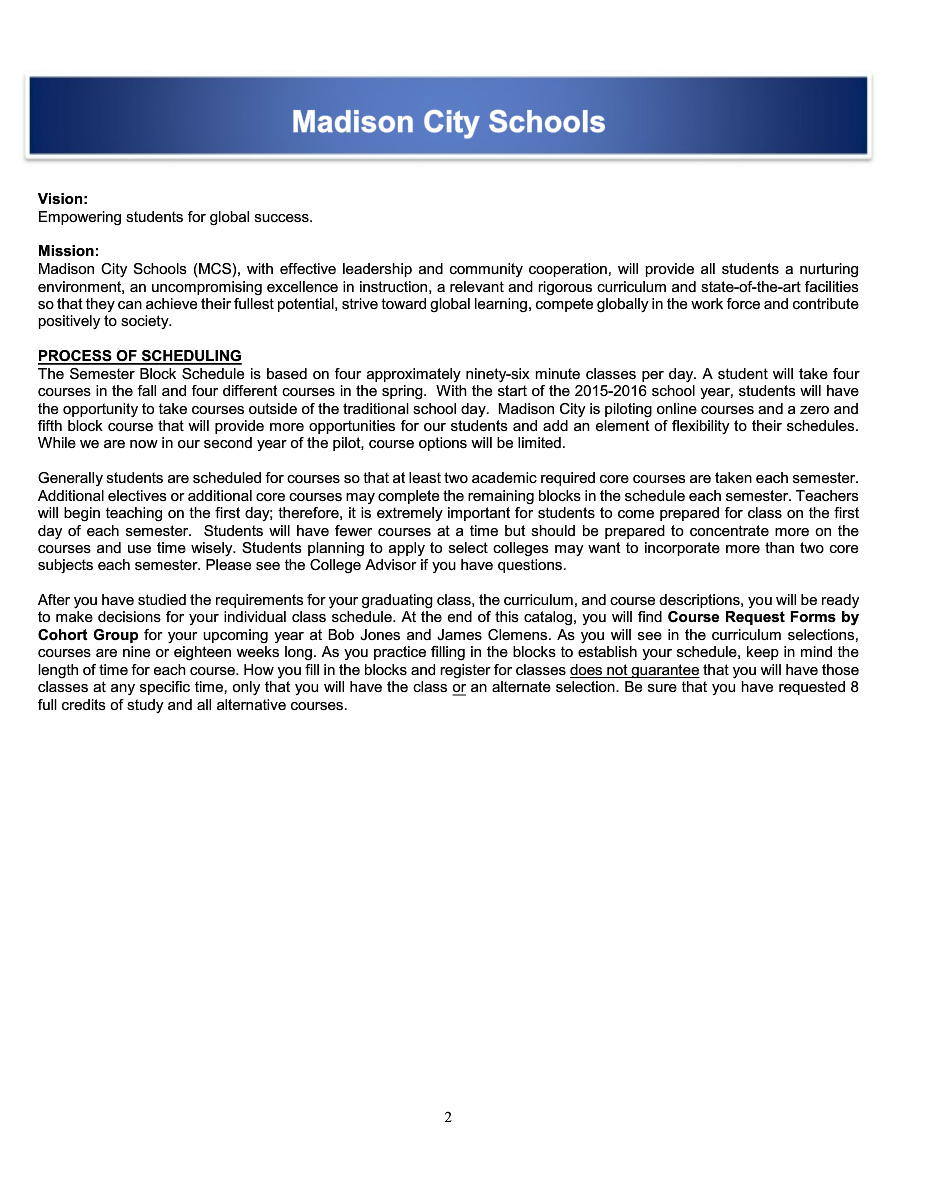 Madison City Schools
Vision:
Empowering students for global success.
Mission:
Madison City Schools (MCS), with effective leadership and community cooperation, will provide all students a nurturing
environment, an uncompromising excellence in instruction, a relevant and rigorous curriculum and state-of-the-art facilities
so that they can achieve their fullest potential, strive toward global learning, compete globally in the work force and contribute
positively to society.
PROCESS OF SCHEDULING
The Semester Block Schedule is based on four approximately ninety-six minute classes per day. A student will take four
courses in the fall and four different courses in the spring. With the start of the 2015-2016 school year, students will have
the opportunity to take courses outside of the traditional school day. Madison City is piloting online courses and a zero and
fifth block course that will provide more opportunities for our students and add an element of flexibility to their schedules.
While we are now in our second year of the pilot, course options will be limited.
Generally students are scheduled for courses so that at least two academic required core courses are taken each semester.
Additional electives or additional core courses may complete the remaining blocks in the schedule each semester. Teachers
will begin teaching on the first day; therefore, it is extremely important for students to come prepared for class on the first
day of each semester. Students will have fewer courses at a time but should be prepared to concentrate more on the
courses and use time wisely. Students planning to apply to select colleges may want to incorporate more than two core
subjects each semester. Please see the College Advisor if you have questions.
After you have studied the requirements for your graduating class, the curriculum, and course descriptions, you will be ready
to make decisions for your individual class schedule. At the end of this catalog, you will find Course Request Forms by
Cohort Group for your upcoming year at Bob Jones and James Clemens. As you will see in the curriculum selections,
courses are nine or eighteen weeks long. As you practice filling in the blocks to establish your schedule, keep in mind the
length of time for each course. How you fill in the blocks and register for classes does not guarantee that you will have those
classes at any specific time, only that you will have the class or an alternate selection. Be sure that you have requested 8
full credits of study and all alternative courses.
2